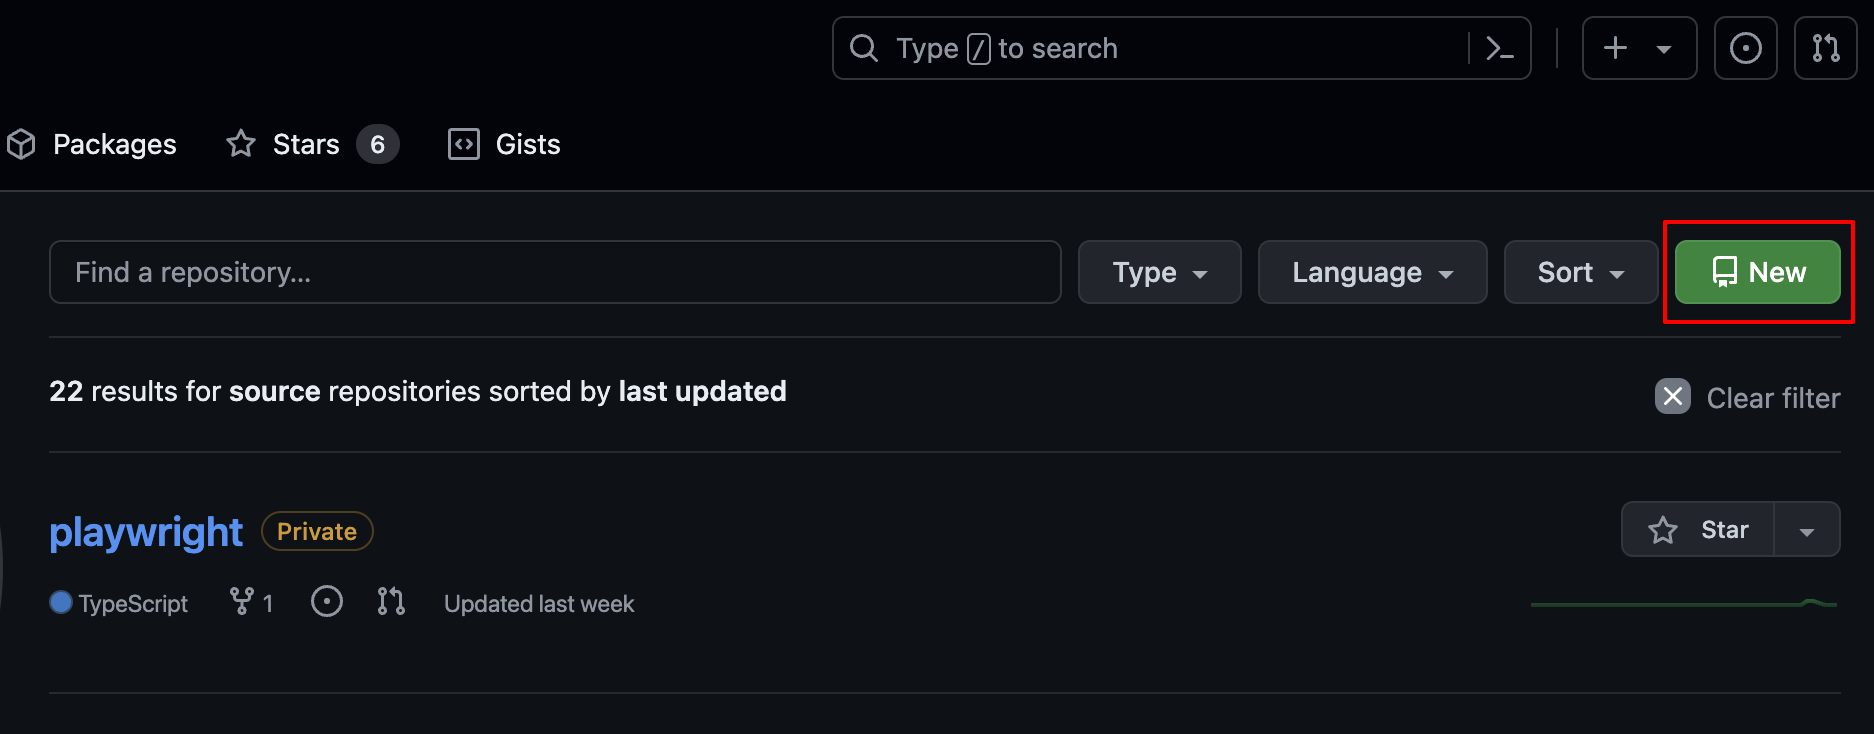 Type / to search
Packages Stars 6 Gists
Find a repository... Type Language Sort New
22 results for source repositories sorted by last updated Clear filter
playwright Private Star
TypeScript 1 Updated last week